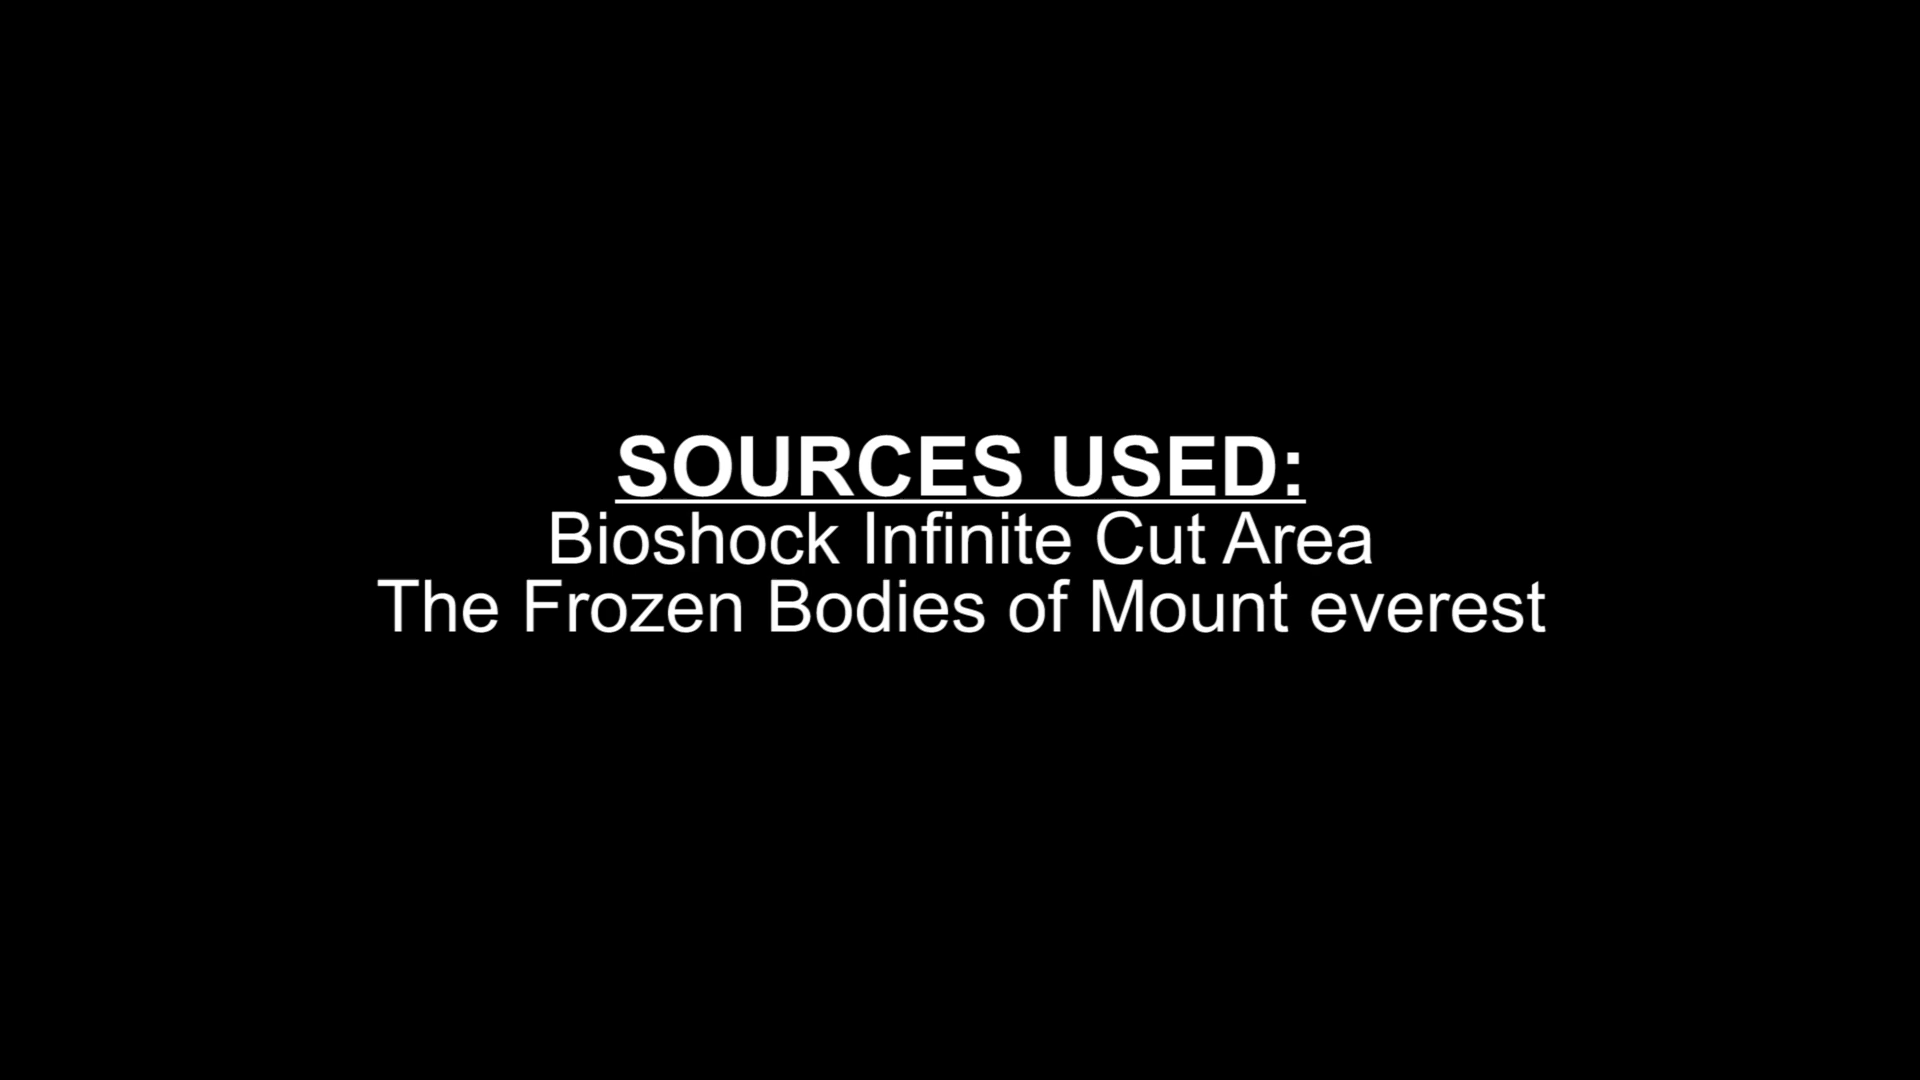 SOURCES USED:
Bioshock Infinite Cut Area
The Frozen Bodies of Mount everest